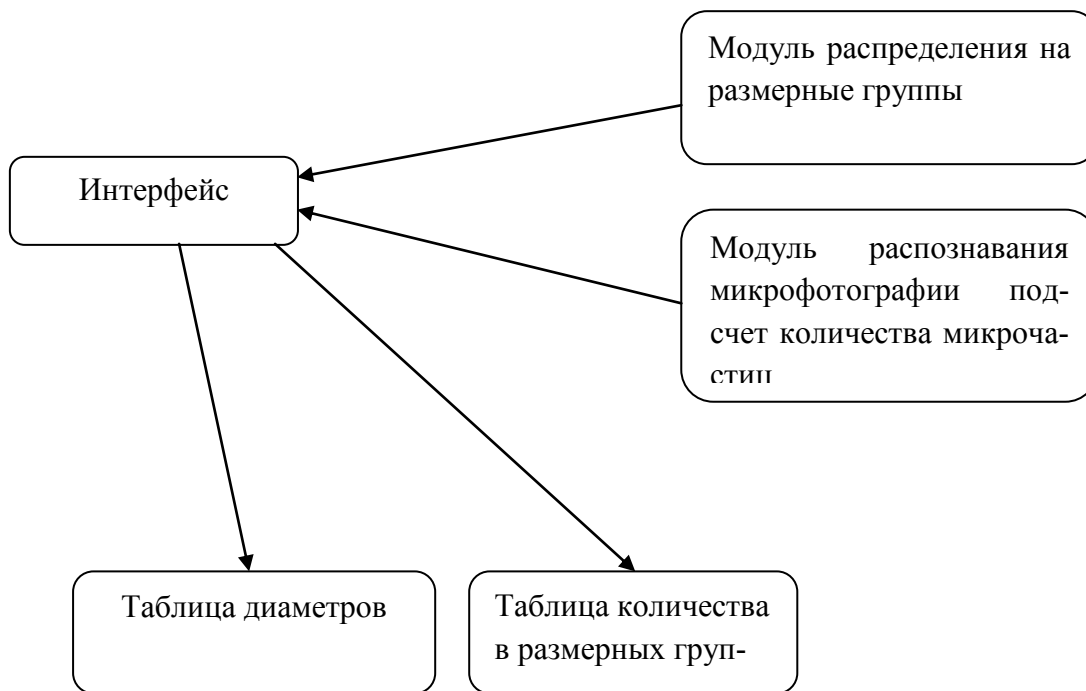 Модуль распределения на
размерные группы
Интерфейс
Модуль распознавания
микрофотографии под-
счет количества микроча-
стиц
Таблица диаметров
Таблица количества
в размерных груп-